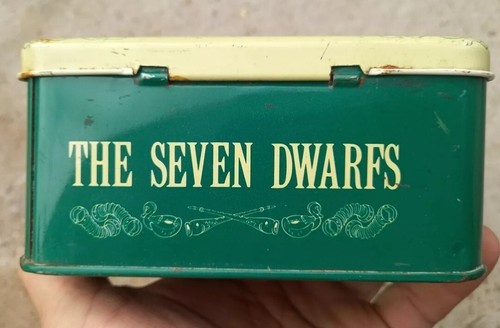 THE SEVEN DWARFS